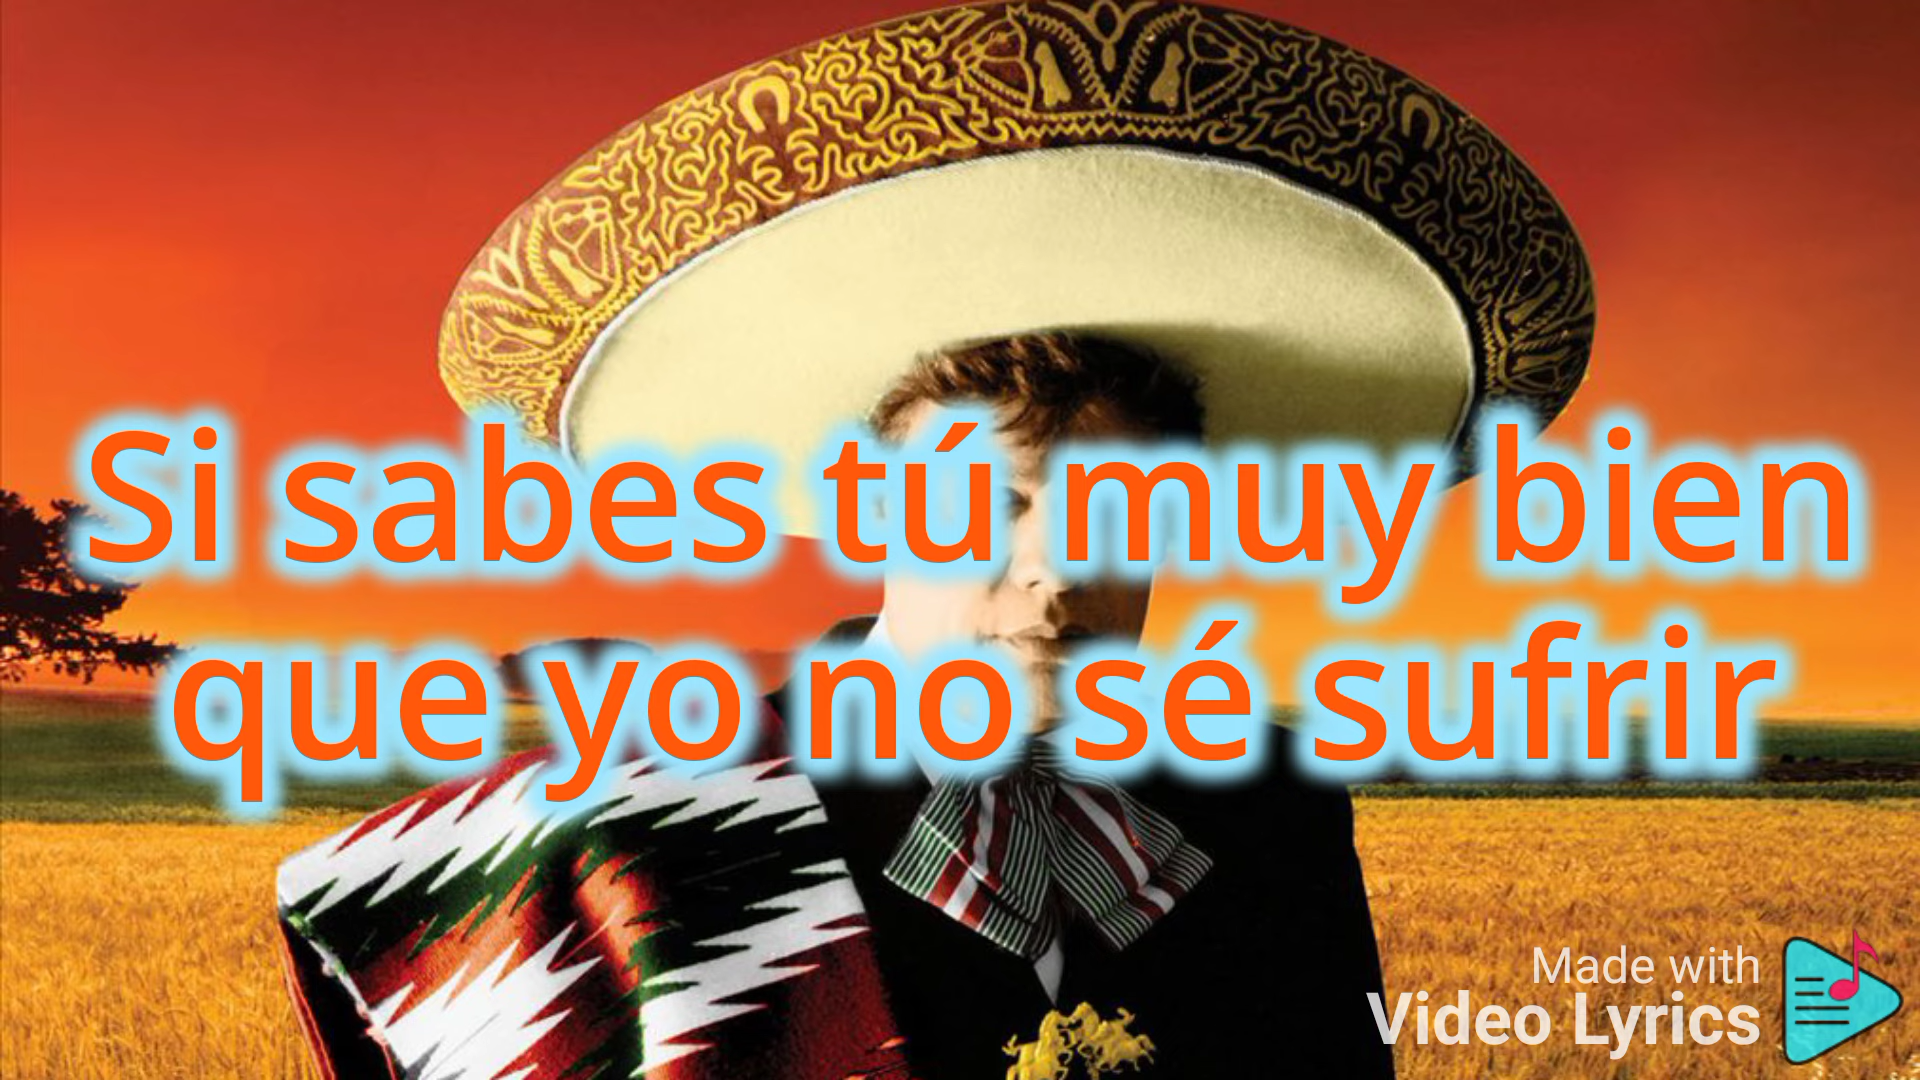 Si sabes tú muy bien
que yo no sé sufrir
Made with
Video Lyrics